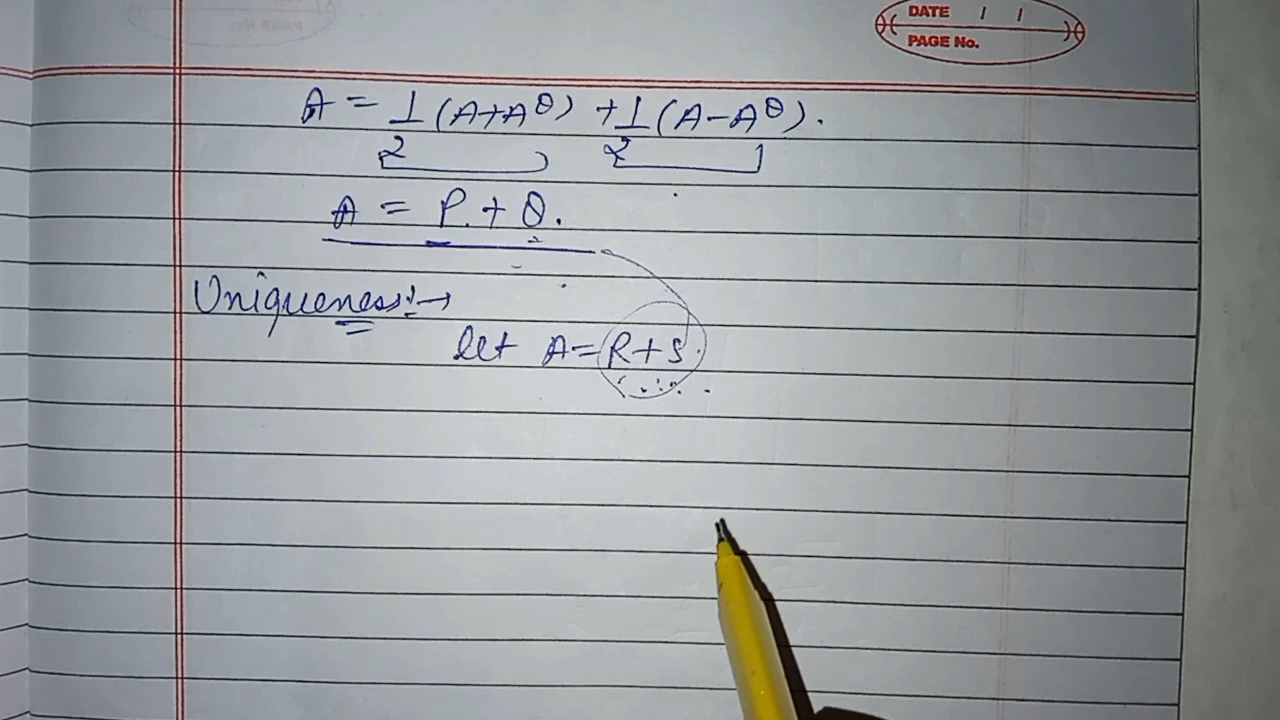 DATE / /
PAGE No.
A = 1/2 (A+A^θ) + 1/2 (A-A^θ).
A = P + Q.
Uniqueness:→
let A = R + S.